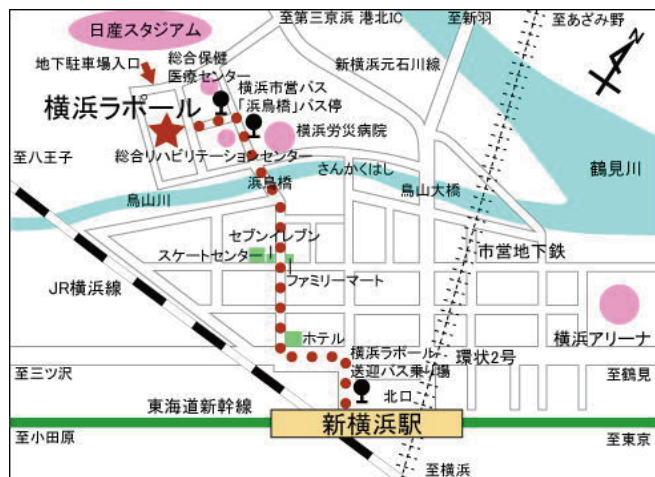 日産スタジアム
至第三京浜 港北IC
至新羽
至あざみ野
地下駐車場入口
総合保健
医療センター
新横浜元石川線
横浜市営バス
「浜鳥橋」バス停
横浜ラポール
横浜労災病院
至八王子
総合リハビリテーションセンター
さんかくはし
鶴見川
浜鳥橋
鳥山川
鳥山大橋
セブンイレブン
スケートセンター
市営地下鉄
ファミリーマート
JR横浜線
ホテル
横浜アリーナ
横浜ラポール
送迎バス乗り場
環状2号
至三ツ沢
至鶴見
北口
東海道新幹線
新横浜駅
至小田原
至東京
至横浜